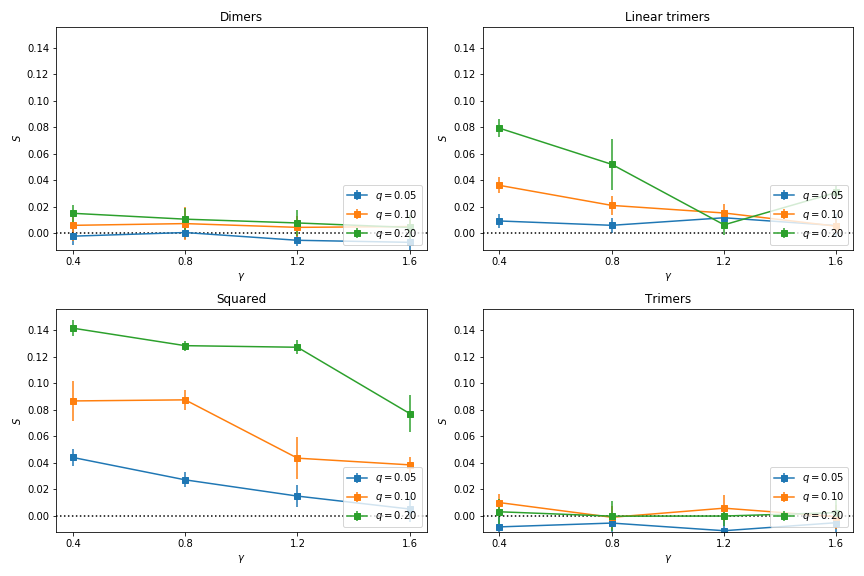 Dimers
0.14
0.12
0.10
0.08
0.06
0.04
0.02
0.00
S
0.4 0.8 1.2 1.6
γ
q = 0.05
q = 0.10
q = 0.20
Linear trimers
0.14
0.12
0.10
0.08
0.06
0.04
0.02
0.00
S
0.4 0.8 1.2 1.6
γ
q = 0.05
q = 0.10
q = 0.20
Squared
0.14
0.12
0.10
0.08
0.06
0.04
0.02
0.00
S
0.4 0.8 1.2 1.6
γ
q = 0.05
q = 0.10
q = 0.20
Trimers
0.14
0.12
0.10
0.08
0.06
0.04
0.02
0.00
S
0.4 0.8 1.2 1.6
γ
q = 0.05
q = 0.10
q = 0.20